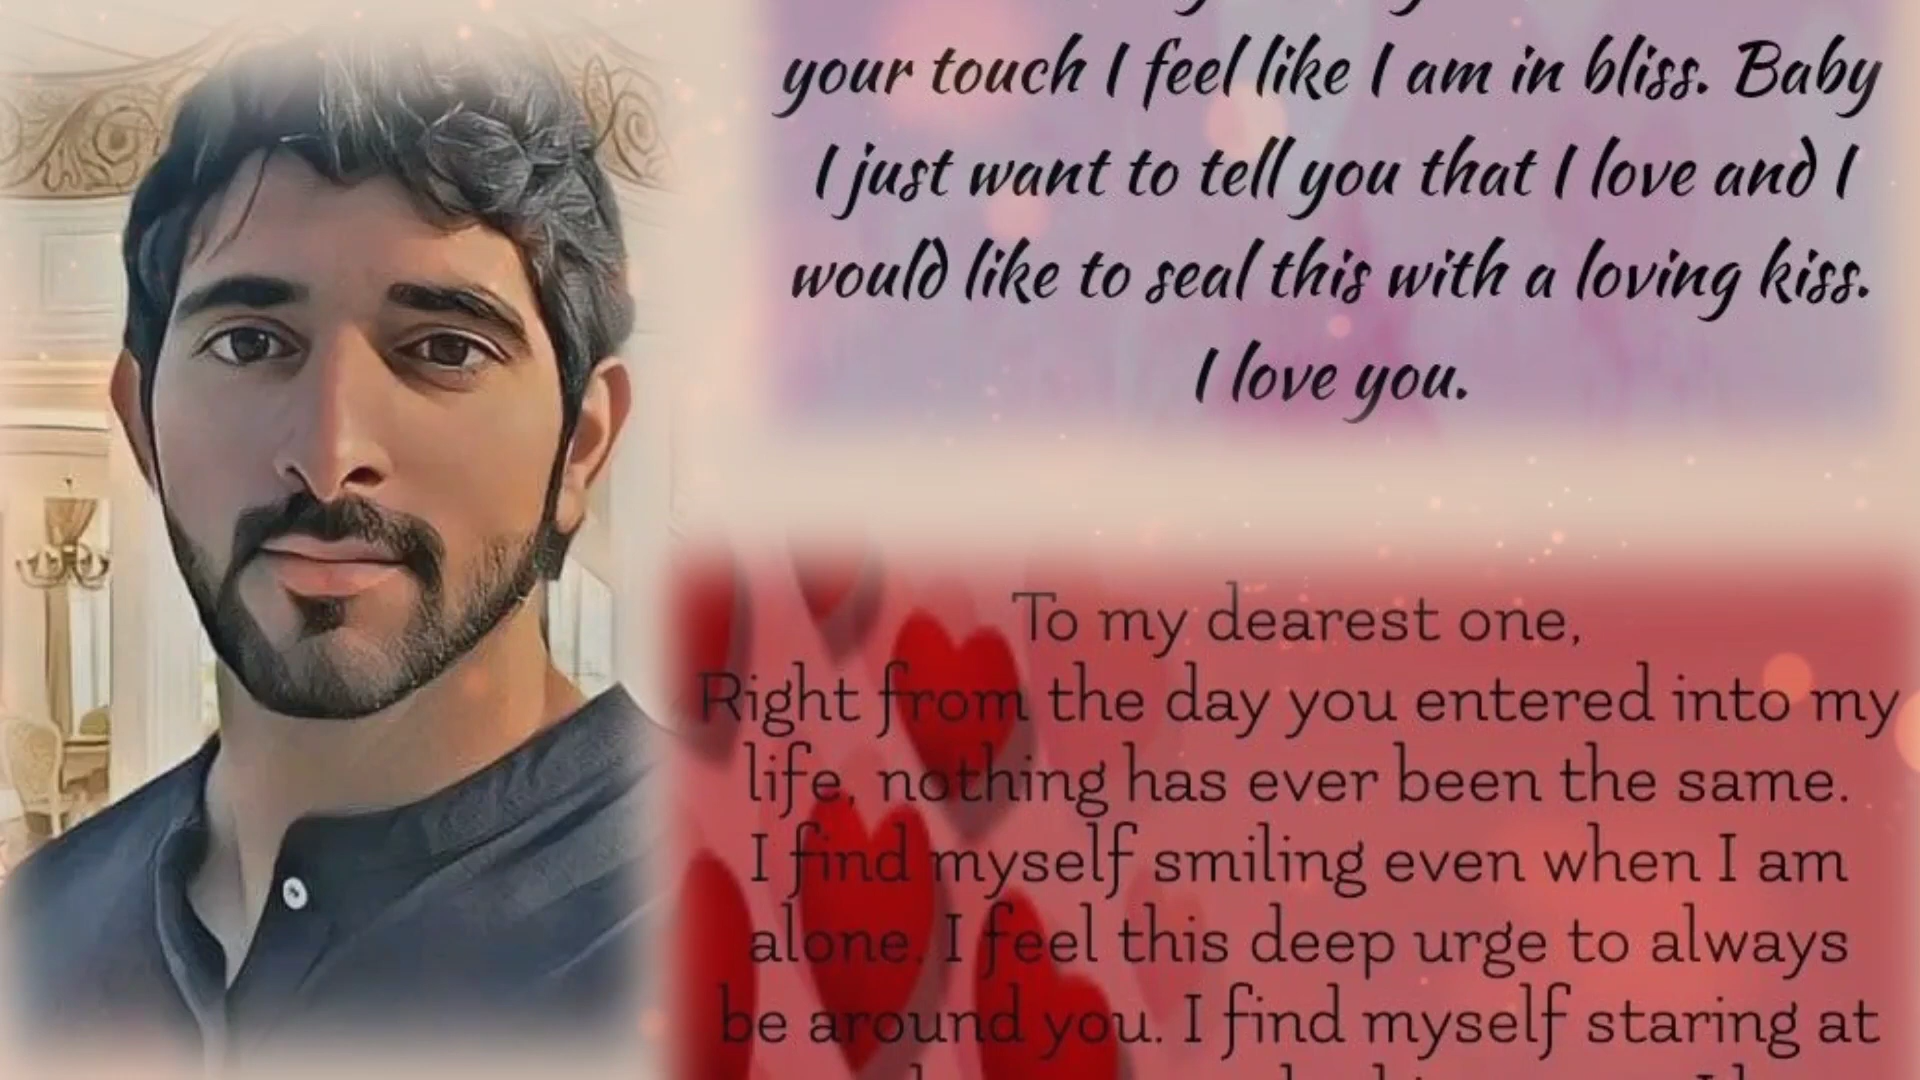 your touch I feel like I am in bliss. Baby
I just want to tell you that I love and I
would like to seal this with a loving kiss.
I love you.
To my dearest one,
Right from the day you entered into my
life, nothing has ever been the same.
I find myself smiling even when I am
alone. I feel this deep urge to always
be around you. I find myself staring at